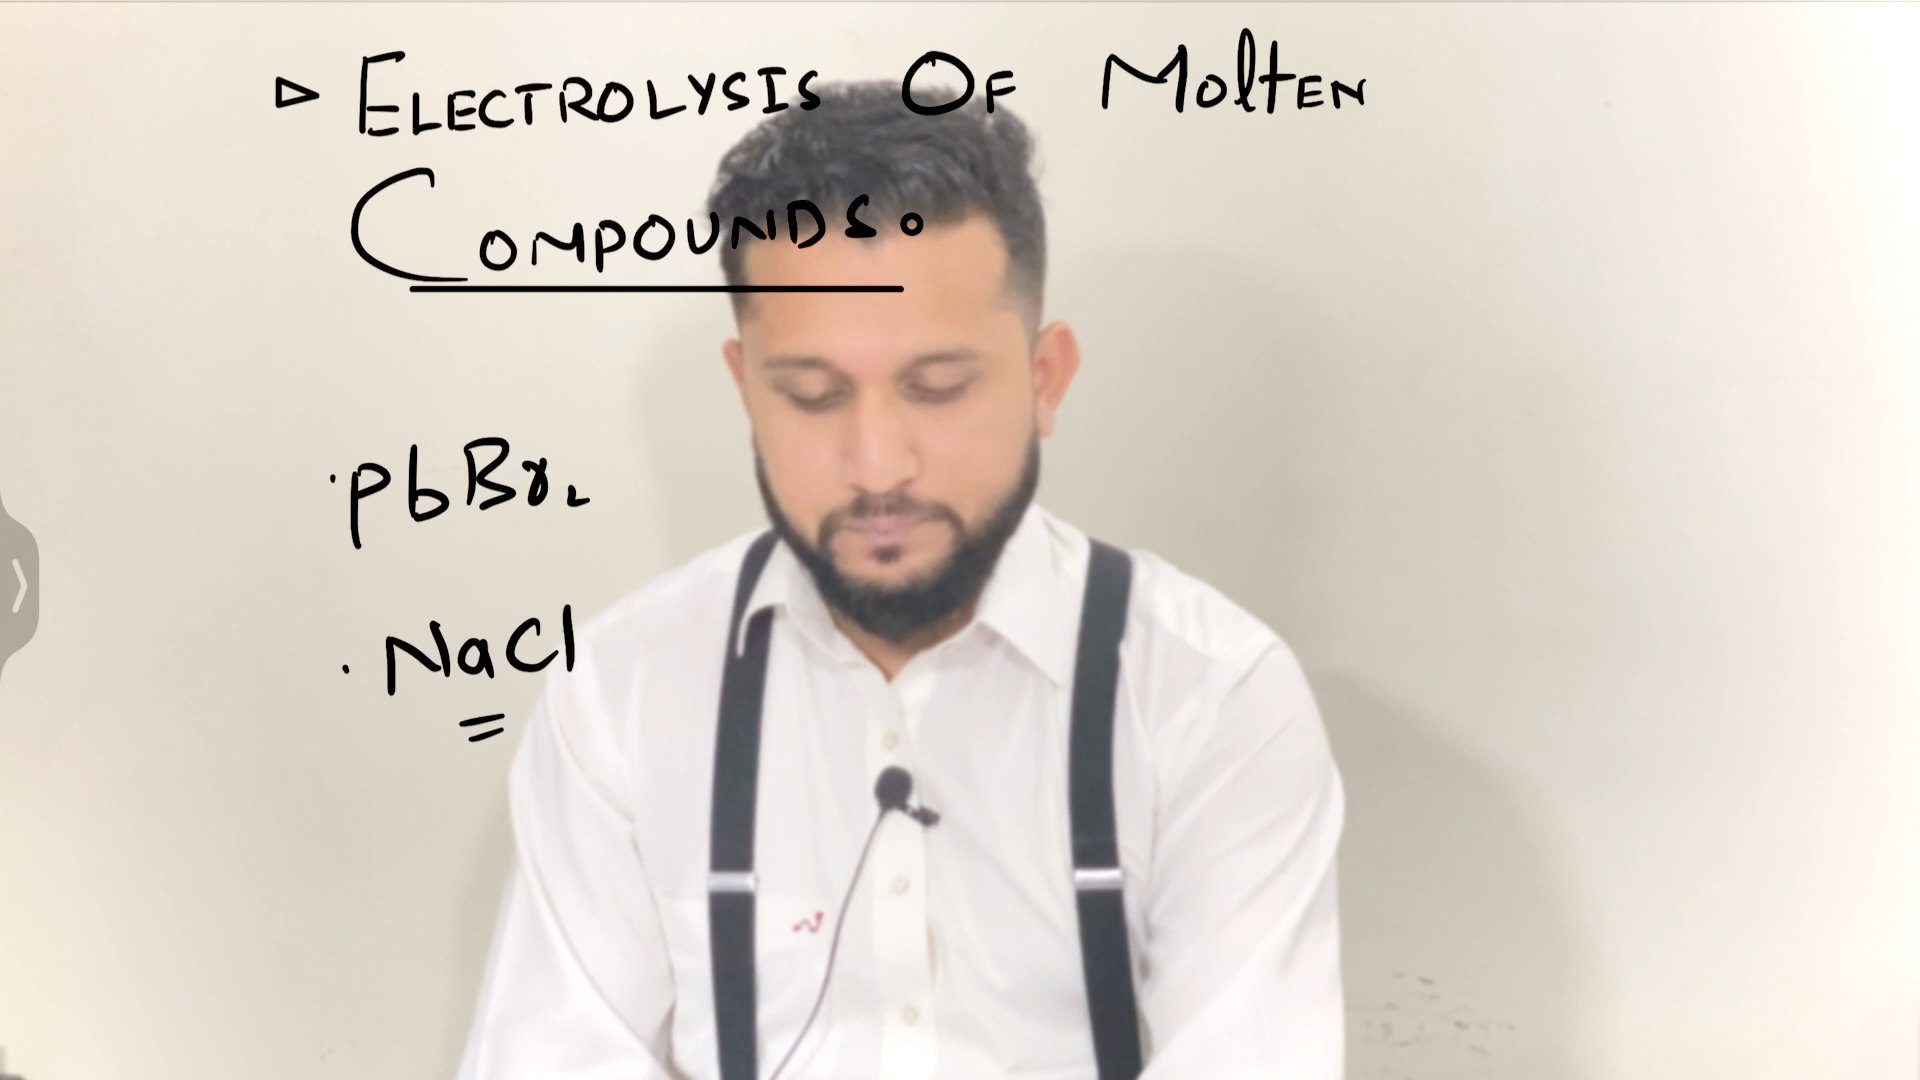 ▷ ELECTROLYSIS OF MOLTEN
COMPOUNDS.
· PbBr₂
· NaCl